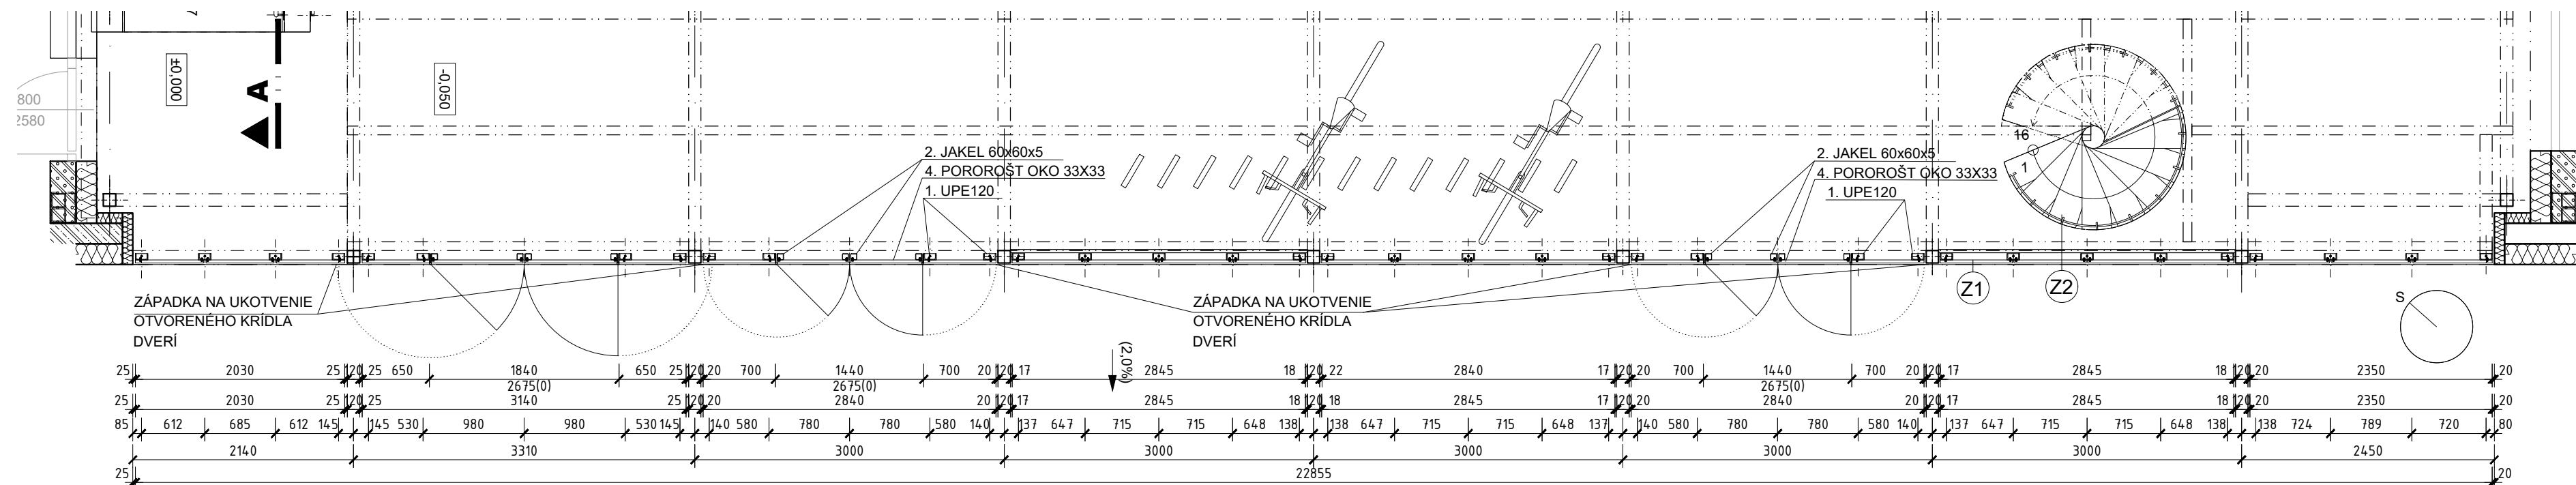 ±0,000
A
-0,050
800
2580
2. JAKEL 60x60x5
4. POROROŠT OKO 33X33
1. UPE120
2. JAKEL 60x60x5
4. POROROŠT OKO 33X33
1. UPE120
16
1
ZÁPADKA NA UKOTVENIE
OTVORENÉHO KRÍDLA
DVERÍ
ZÁPADKA NA UKOTVENIE
OTVORENÉHO KRÍDLA
DVERÍ
Z1
Z2
S
(2,0%)
25 2030 25 120 25 650 1840 650 25 120 20 700 1440 700 20 120 17 2845 18 120 22 2840 17 120 20 700 1440 700 20 120 17 2845 18 120 20 2350 20
2675(0) 2675(0) 2675(0)
25 2030 25 120 25 3140 25 120 20 2840 20 120 17 2845 18 120 18 2845 17 120 20 2840 20 120 17 2845 18 120 20 2350 20
85 612 685 612 145 145 530 980 980 530 145 140 580 780 780 580 140 137 647 715 715 648 138 138 647 715 715 648 137 140 580 780 780 580 140 137 647 715 715 648 138 138 724 789 720 80
2140 3310 3000 3000 3000 3000 3000 2450
25 22855 20